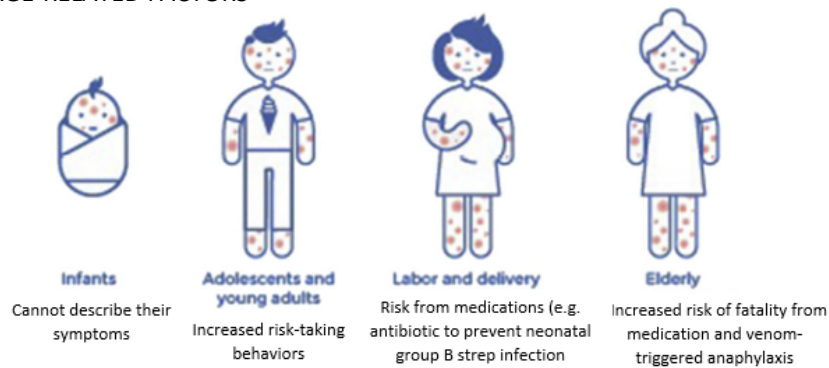 Infants
Cannot describe their
symptoms
Adolescents and
young adults
Increased risk-taking
behaviors
Labor and delivery
Risk from medications (e.g.
antibiotic to prevent neonatal
group B strep infection
Elderly
Increased risk of fatality from
medication and venom-
triggered anaphylaxis